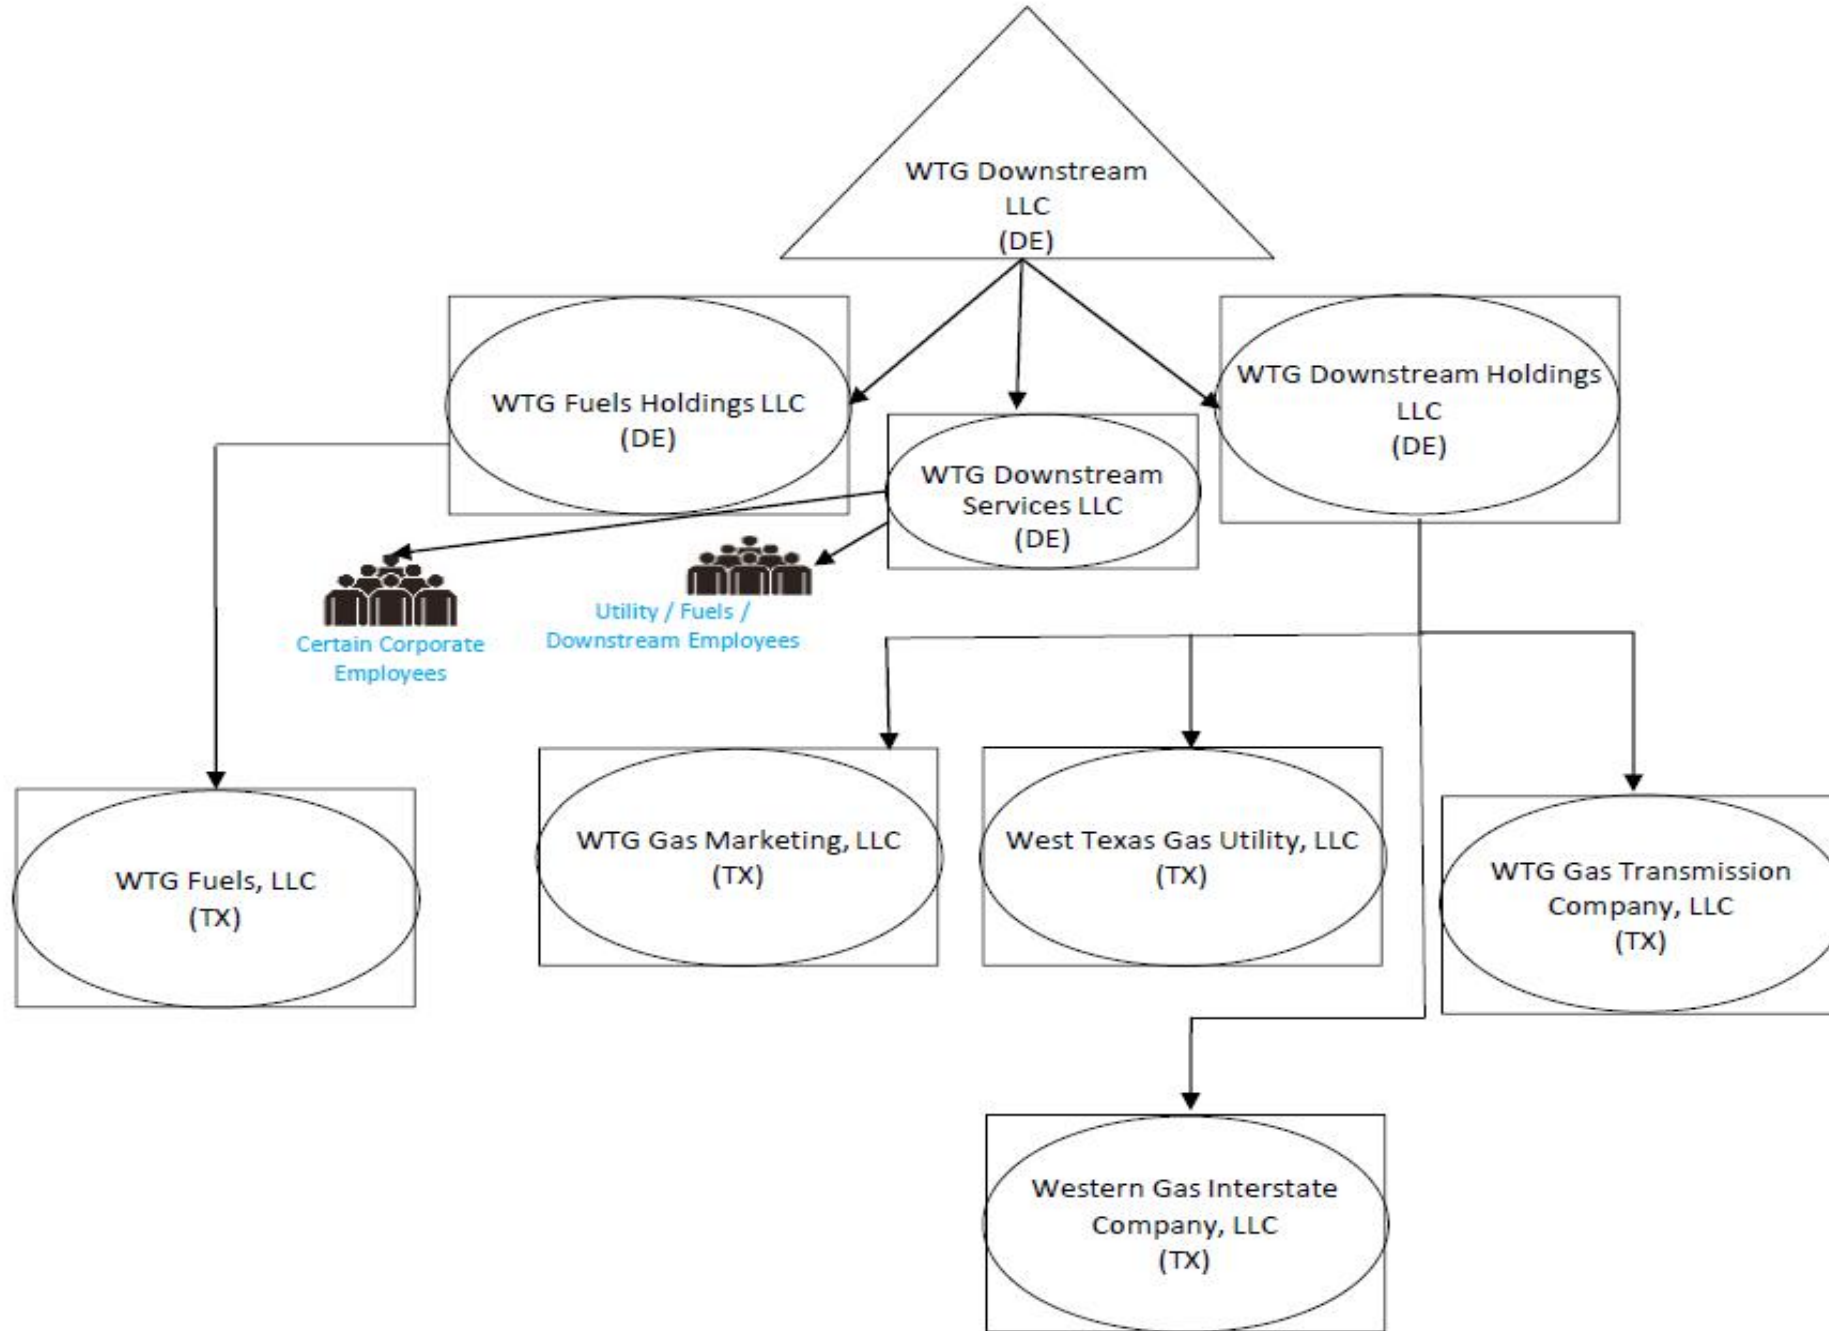 WTG Downstream
LLC
(DE)
WTG Fuels Holdings LLC
(DE)
WTG Downstream
Services LLC
(DE)
WTG Downstream Holdings
LLC
(DE)
Certain Corporate
Employees
Utility / Fuels /
Downstream Employees
WTG Fuels, LLC
(TX)
WTG Gas Marketing, LLC
(TX)
West Texas Gas Utility, LLC
(TX)
WTG Gas Transmission
Company, LLC
(TX)
Western Gas Interstate
Company, LLC
(TX)